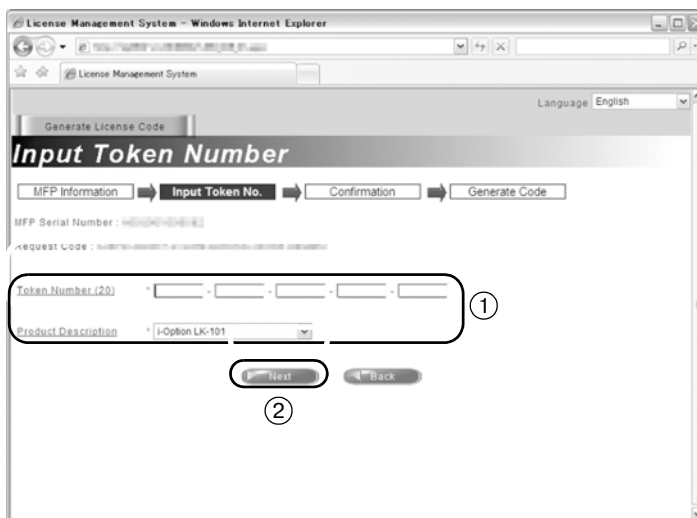 License Management System - Windows Internet Explorer
License Management System
Language English
Generate License Code
Input Token Number
MFP Information Input Token No. Confirmation Generate Code
MFP Serial Number :
Request Code :
Token Number (20) * - - - -
Product Description * i-Option LK-101
1
Next Back
2